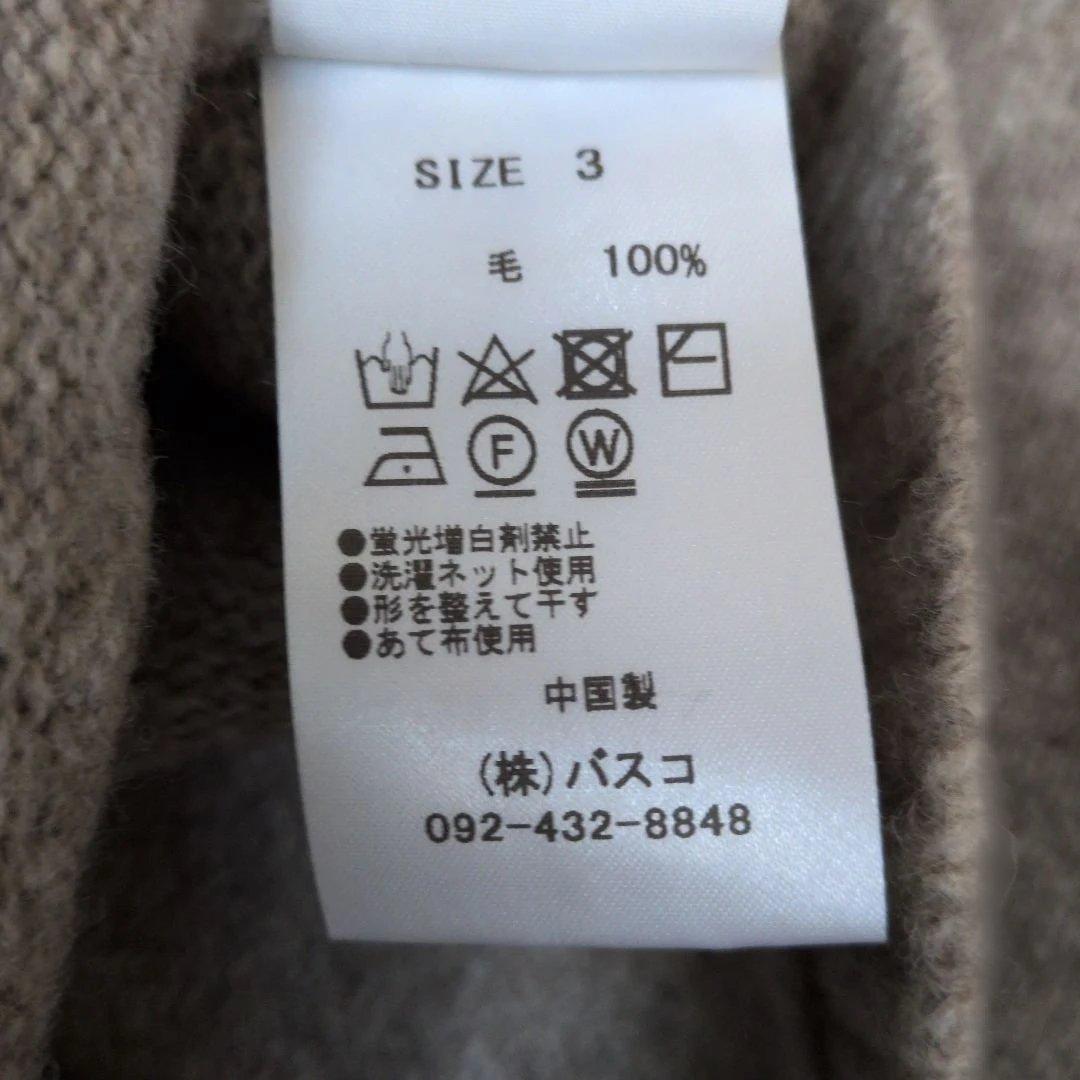 SIZE 3
毛 100%
F W
●蛍光増白剤禁止
●洗濯ネット使用
●形を整えて干す
●あて布使用
中国製
(株)バスコ
092-432-8848